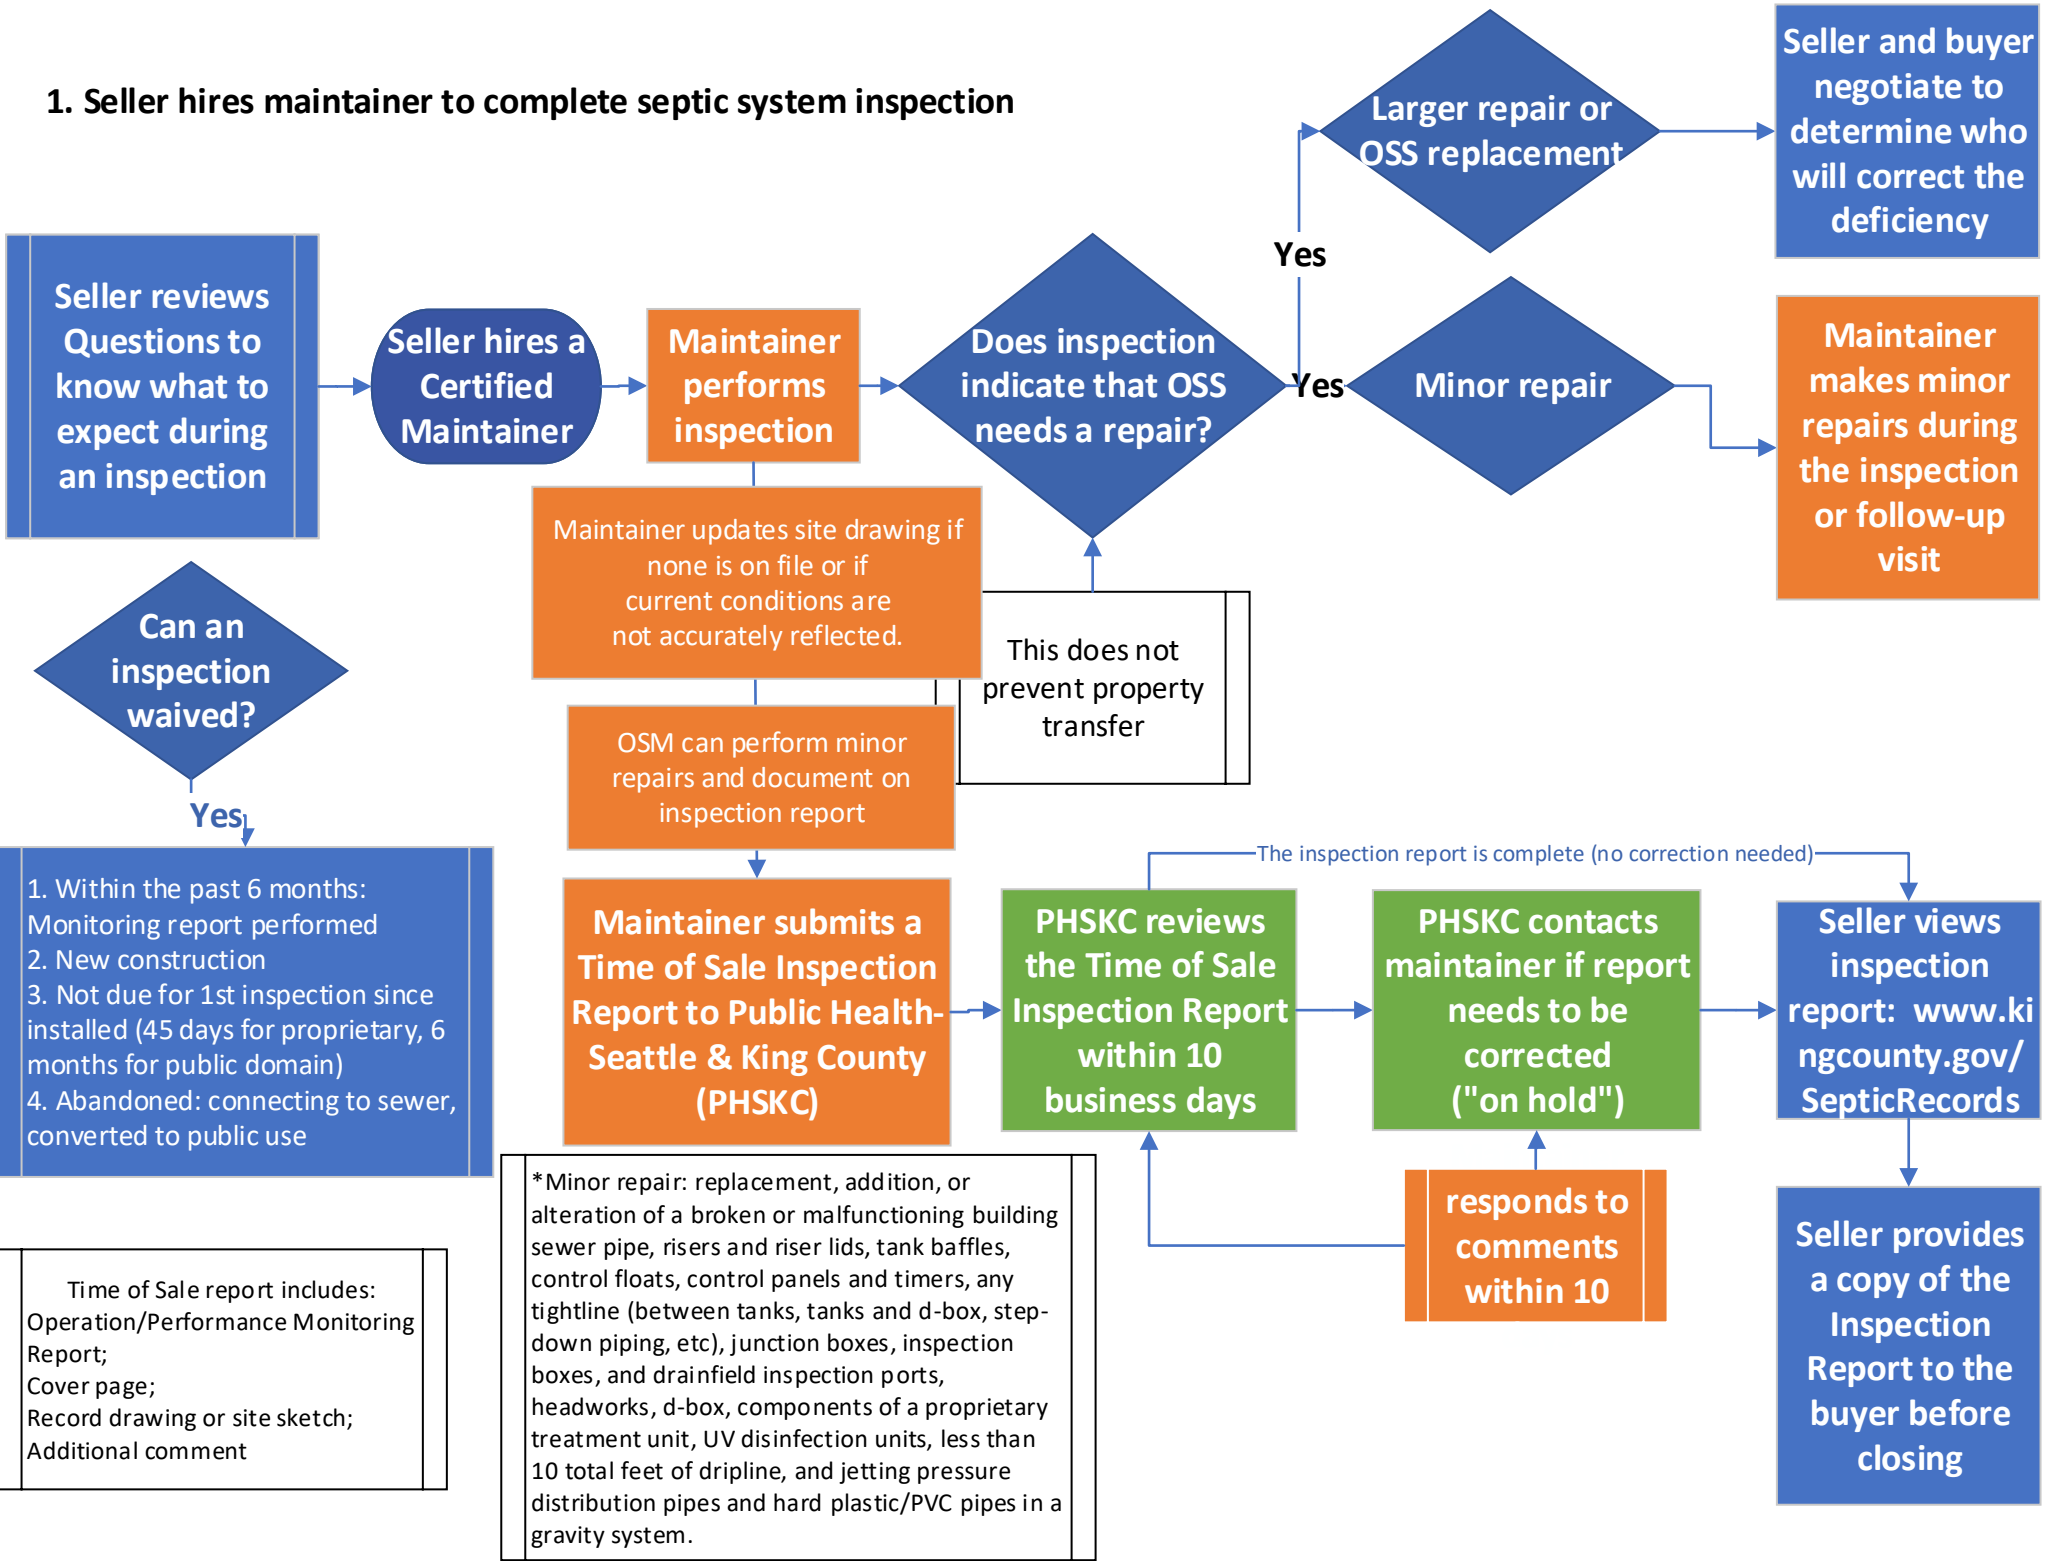 1. Seller hires maintainer to complete septic system inspection
Larger repair or
OSS replacement
Seller and buyer
negotiate to
determine who
will correct the
deficiency
Yes
Seller reviews
Questions to
know what to
expect during
an inspection
Seller hires a
Certified
Maintainer
Maintainer
performs
inspection
Does inspection
indicate that OSS
needs a repair?
Yes
Minor repair
Maintainer
makes minor
repairs during
the inspection
or follow-up
visit
Maintainer updates site drawing if
none is on file or if
current conditions are
not accurately reflected.
This does not
prevent property
transfer
Can an
inspection
waived?
Yes
OSM can perform minor
repairs and document on
inspection report
1. Within the past 6 months:
Monitoring report performed
2. New construction
3. Not due for 1st inspection since
installed (45 days for proprietary, 6
months for public domain)
4. Abandoned: connecting to sewer,
converted to public use
The inspection report is complete (no correction needed)
Maintainer submits a
Time of Sale Inspection
Report to Public Health-
Seattle & King County
(PHSKC)
PHSKC reviews
the Time of Sale
Inspection Report
within 10
business days
PHSKC contacts
maintainer if report
needs to be
corrected
("on hold")
Seller views
inspection
report: www.ki
ngcounty.gov/
SepticRecords
responds to
comments
within 10
Seller provides
a copy of the
Inspection
Report to the
buyer before
closing
Time of Sale report includes:
Operation/Performance Monitoring
Report;
Cover page;
Record drawing or site sketch;
Additional comment
*Minor repair: replacement, addition, or
alteration of a broken or malfunctioning building
sewer pipe, risers and riser lids, tank baffles,
control floats, control panels and timers, any
tightline (between tanks, tanks and d-box, step-
down piping, etc), junction boxes, inspection
boxes, and drainfield inspection ports,
headworks, d-box, components of a proprietary
treatment unit, UV disinfection units, less than
10 total feet of dripline, and jetting pressure
distribution pipes and hard plastic/PVC pipes in a
gravity system.